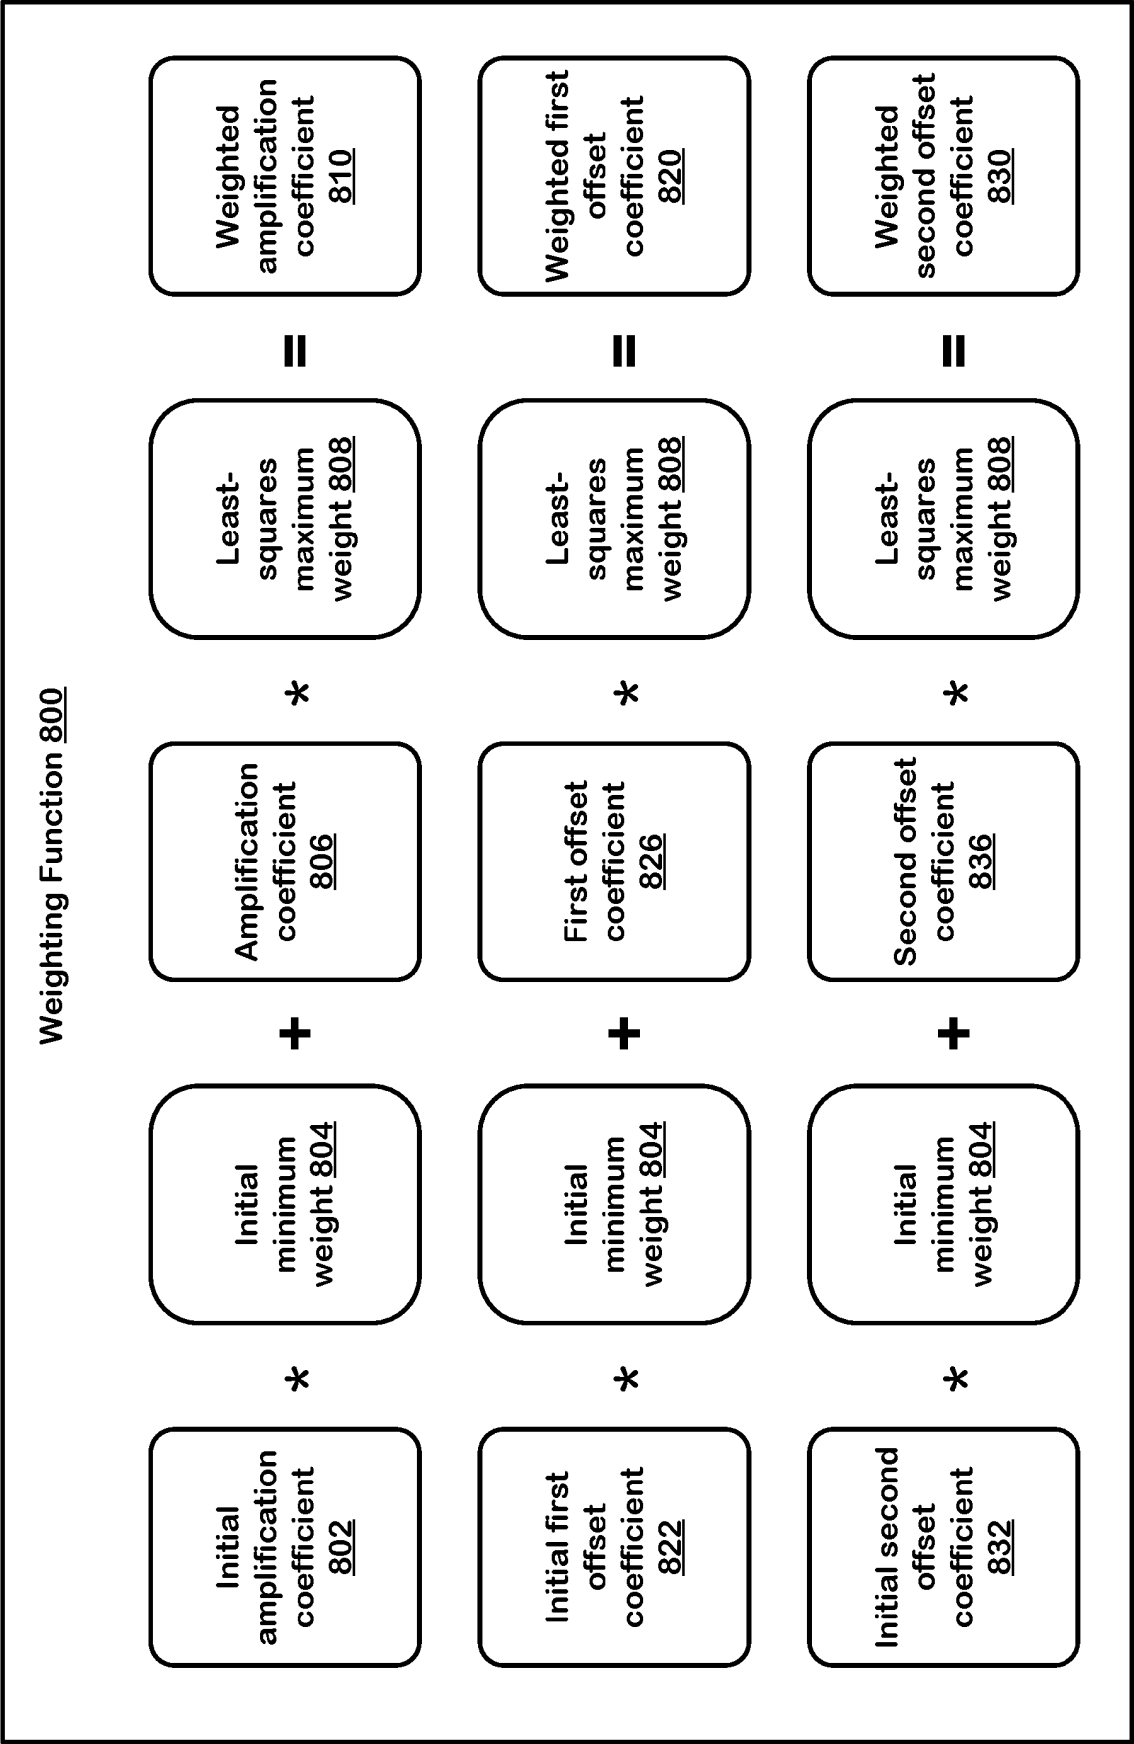 Weighting Function 800
Initial
amplification
coefficient
802
*
Initial
minimum
weight 804
+
Amplification
coefficient
806
*
Least-
squares
maximum
weight 808
=
Weighted
amplification
coefficient
810
Initial first
offset
coefficient
822
*
Initial
minimum
weight 804
+
First offset
coefficient
826
*
Least-
squares
maximum
weight 808
=
Weighted first
offset
coefficient
820
Initial second
offset
coefficient
832
*
Initial
minimum
weight 804
+
Second offset
coefficient
836
*
Least-
squares
maximum
weight 808
=
Weighted
second offset
coefficient
830